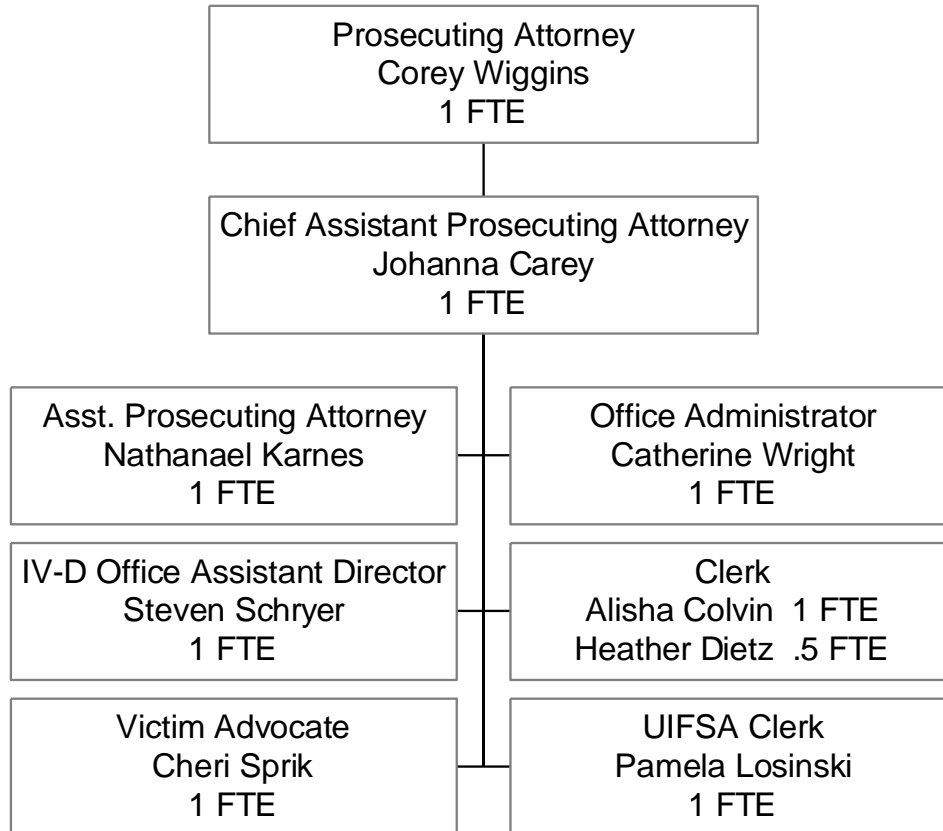 Prosecuting Attorney
Corey Wiggins
1 FTE
Chief Assistant Prosecuting Attorney
Johanna Carey
1 FTE
Asst. Prosecuting Attorney
Nathanael Karnes
1 FTE
Office Administrator
Catherine Wright
1 FTE
IV-D Office Assistant Director
Steven Schryer
1 FTE
Clerk
Alisha Colvin  1 FTE
Heather Dietz  .5 FTE
Victim Advocate
Cheri Sprik
1 FTE
UIFSA Clerk
Pamela Losinski
1 FTE